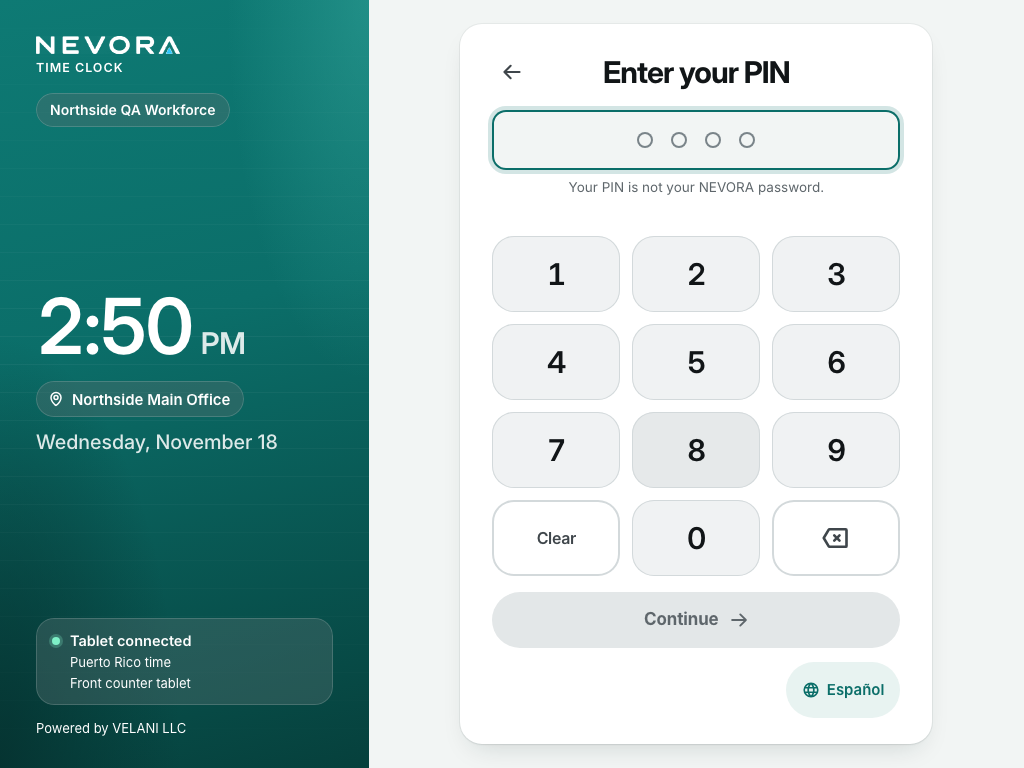 NEVORA
TIME CLOCK
Northside QA Workforce
2:50 PM
Northside Main Office
Wednesday, November 18
Tablet connected
Puerto Rico time
Front counter tablet
Powered by VELANI LLC
Enter your PIN
Your PIN is not your NEVORA password.
1 2 3
4 5 6
7 8 9
Clear 0
Continue
Español